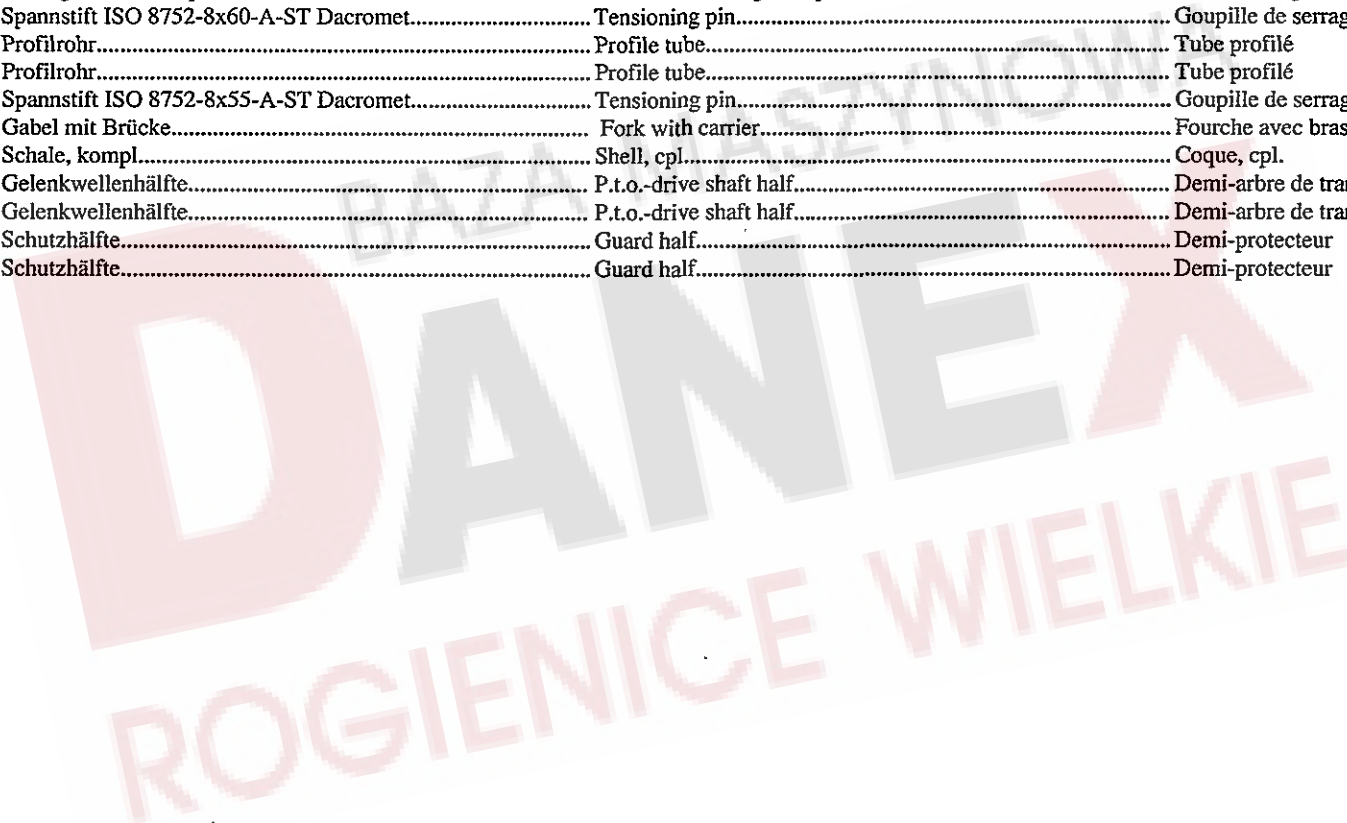 Spannstift ISO 8752-8x60-A-ST Dacromet.......... Tensioning pin.......... Goupille de serrag
Profilrohr.......... Profile tube.......... Tube profilé
Profilrohr.......... Profile tube.......... Tube profilé
Spannstift ISO 8752-8x55-A-ST Dacromet.......... Tensioning pin.......... Goupille de serrag
Gabel mit Brücke.......... Fork with carrier.......... Fourche avec bras
Schale, kompl.......... Shell, cpl.......... Coque, cpl.
Gelenkwellenhälfte.......... P.t.o.-drive shaft half.......... Demi-arbre de tra
Gelenkwellenhälfte.......... P.t.o.-drive shaft half.......... Demi-arbre de tra
Schutzhälfte.......... Guard half.......... Demi-protecteur
Schutzhälfte.......... Guard half.......... Demi-protecteur
BAZA MASZYNOWA
DANEX
ROGIENICE WIELKIE